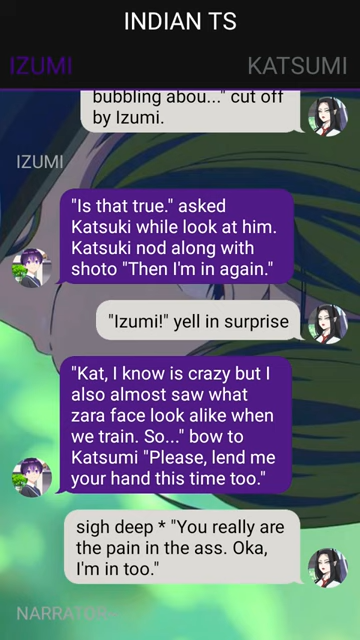 INDIAN TS
IZUMI
KATSUMI
bubbling abou..." cut off
by Izumi.
IZUMI
"Is that true." asked
Katsuki while look at him.
Katsuki nod along with
shoto "Then I'm in again."
"Izumi!" yell in surprise
"Kat, I know is crazy but I
also almost saw what
zara face look alike when
we train. So..." bow to
Katsumi "Please, lend me
your hand this time too."
sigh deep * "You really are
the pain in the ass. Oka,
I'm in too."
NARRATOR